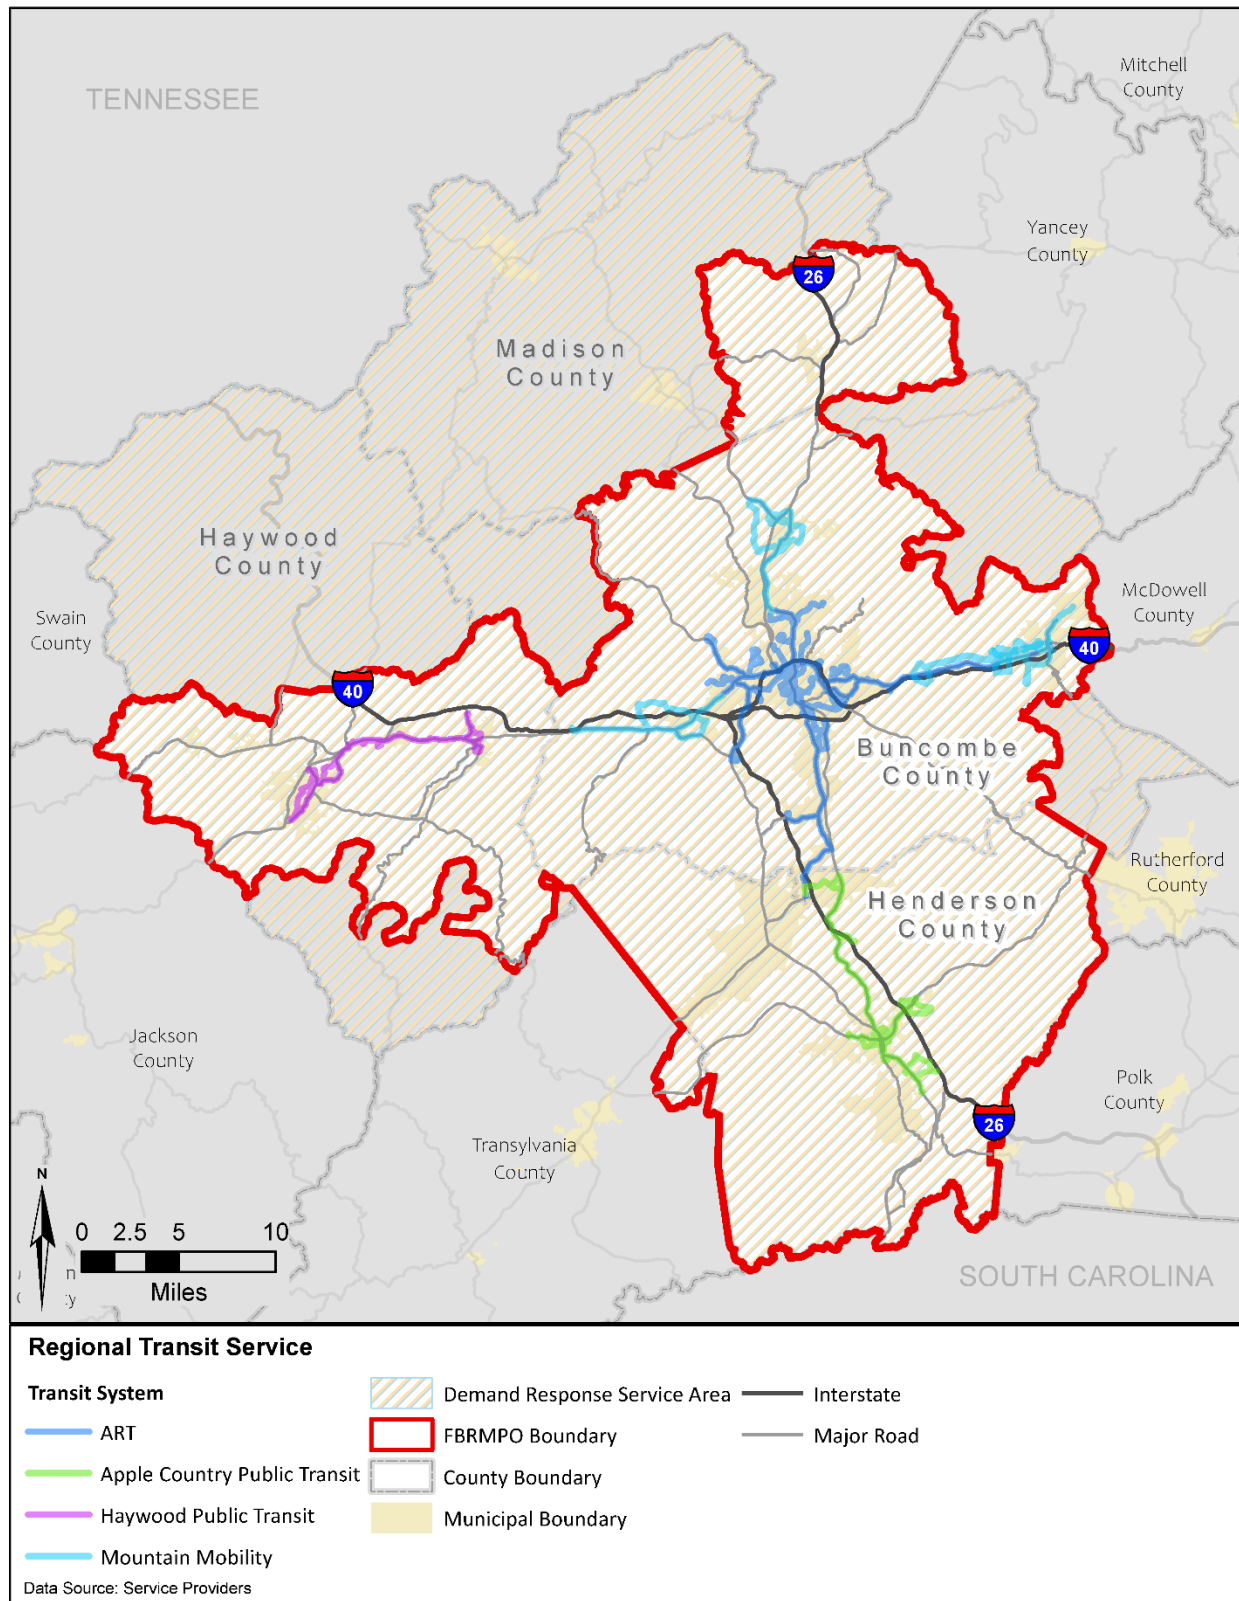 TENNESSEE
Mitchell
County
Yancey
County
26
Madison
County
Haywood
County
Swain
County
McDowell
County
40
40
Buncombe
County
Rutherford
County
Henderson
County
Jackson
County
Polk
County
26
Transylvania
County
N
0 2.5 5 10
Miles
SOUTH CAROLINA
Regional Transit Service
Transit System
ART
Apple Country Public Transit
Haywood Public Transit
Mountain Mobility
Demand Response Service Area
FBRMPO Boundary
County Boundary
Municipal Boundary
Interstate
Major Road
Data Source: Service Providers